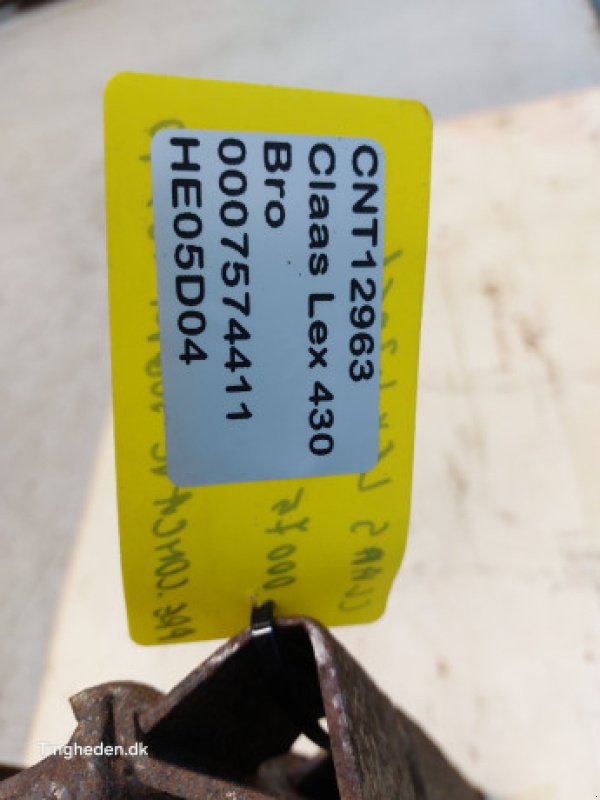 CNT12963
Claas Lex 430
Bro
0007574411
HE05D04
Tingheden.dk